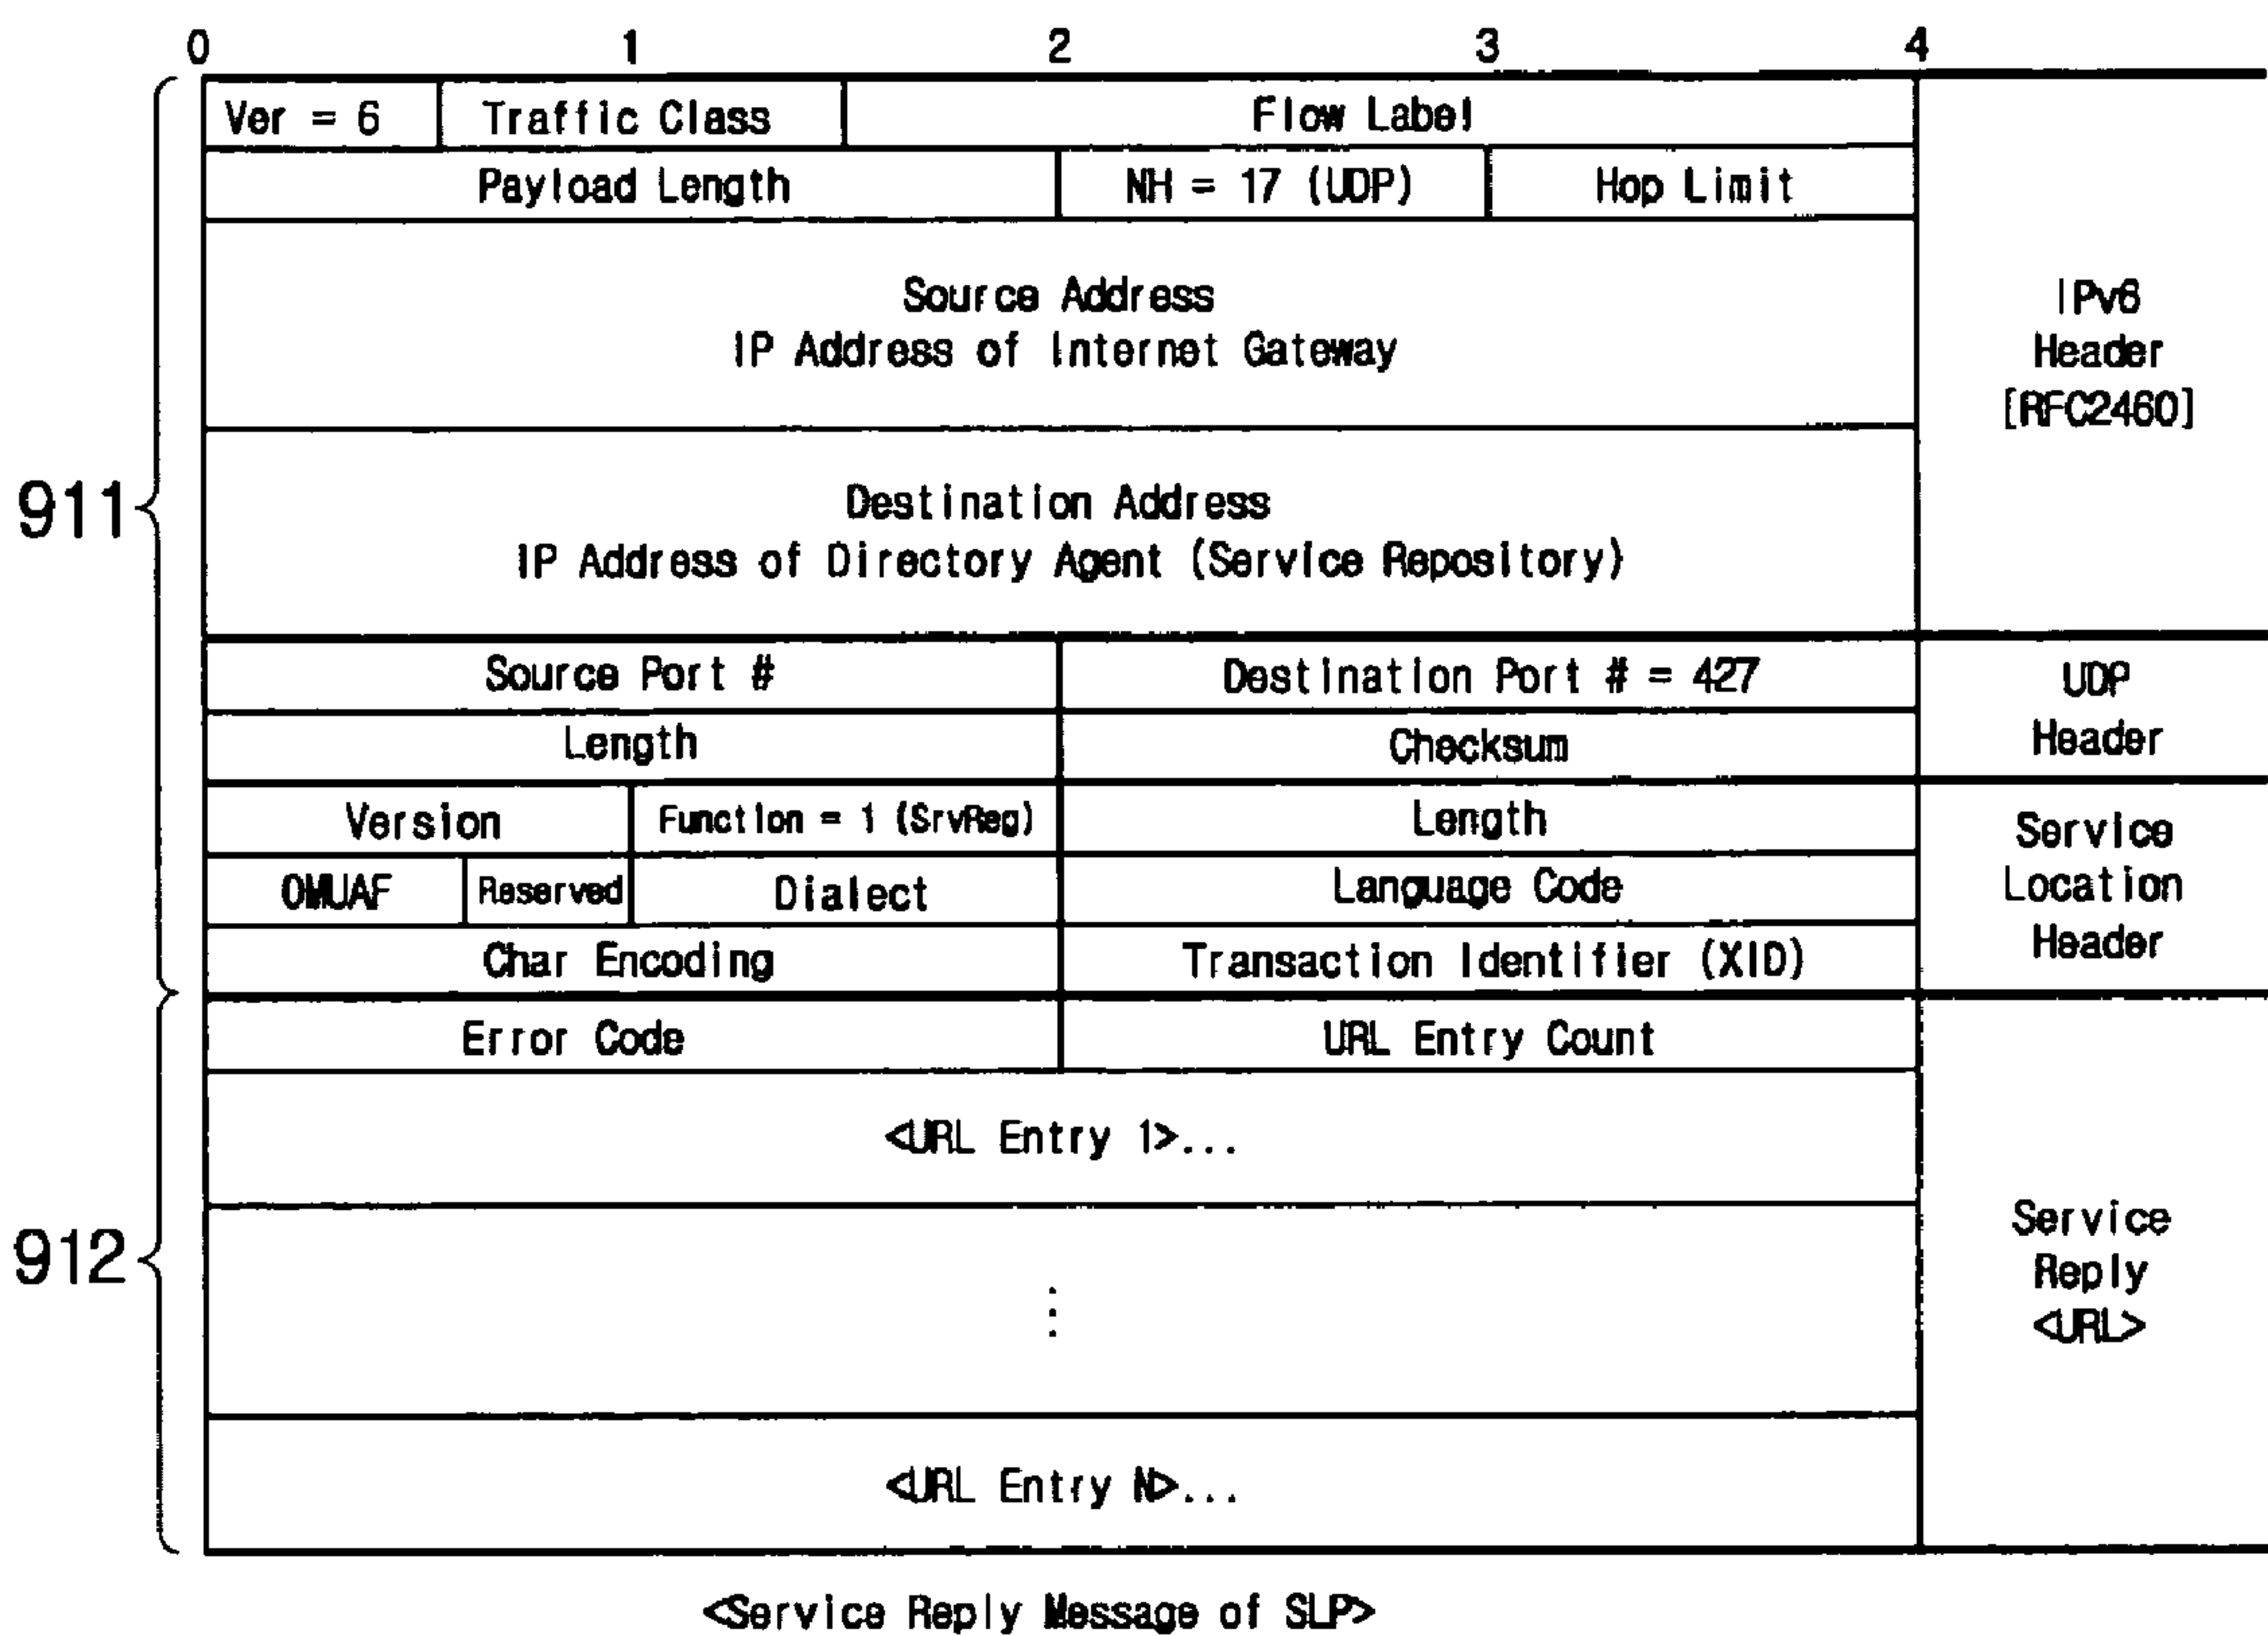 0 1 2 3 4
Ver = 6 Traffic Class Flow Label
Payload Length NH = 17 (UDP) Hop Limit
Source Address
IP Address of Internet Gateway
IPv6
Header
[RFC2460]
911
Destination Address
IP Address of Directory Agent (Service Repository)
Source Port # Destination Port # = 427
Length Checksum
UDP
Header
Version Function = 1 (SrvReg) Length
OMUAF Reserved Dialect Language Code
Char Encoding Transaction Identifier (XID)
Service
Location
Header
Error Code URL Entry Count
<URL Entry 1>...
912
⋮
<URL Entry N>...
Service
Reply
<URL>
<Service Reply Message of SLP>